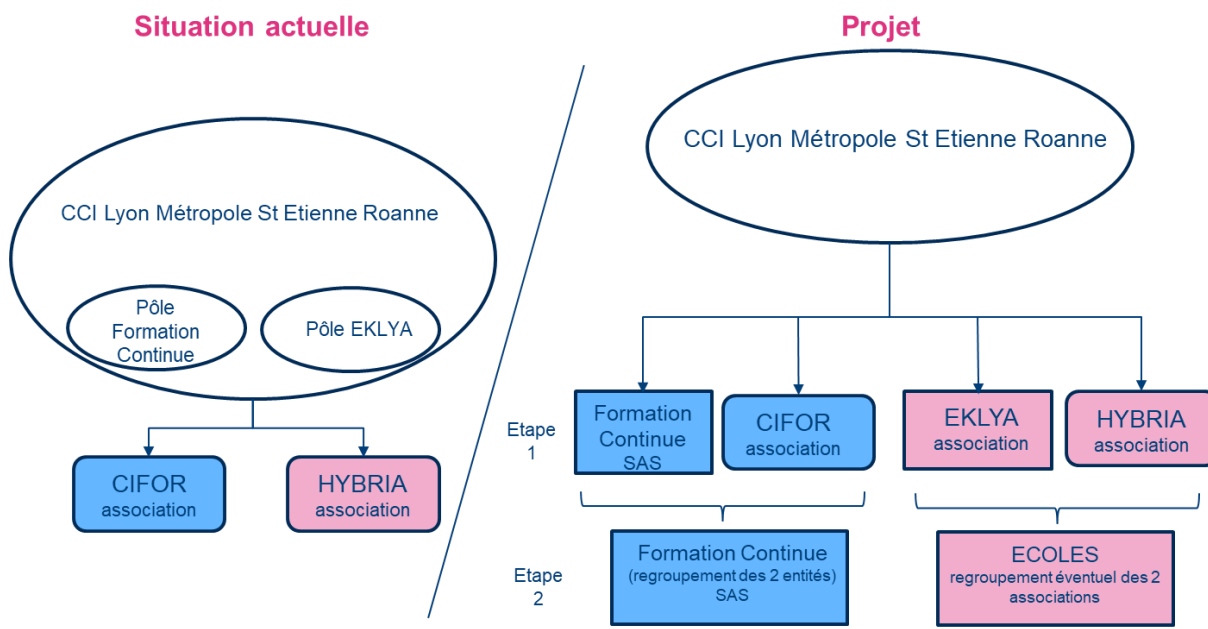 Situation actuelle
CCI Lyon Métropole St Etienne Roanne
Pôle
Formation
Continue
Pôle EKLYA
CIFOR
association
HYBRIA
association
Projet
CCI Lyon Métropole St Etienne Roanne
Etape
1
Formation
Continue
SAS
CIFOR
association
EKLYA
association
HYBRIA
association
Etape
2
Formation Continue
(regroupement des 2 entités)
SAS
ECOLES
regroupement éventuel des 2
associations